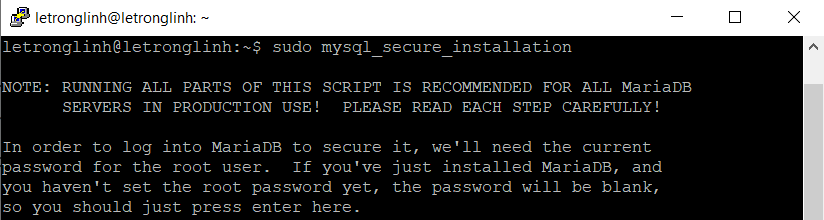 letronglinh@letronglinh: ~
letronglinh@letronglinh:~$ sudo mysql_secure_installation
NOTE: RUNNING ALL PARTS OF THIS SCRIPT IS RECOMMENDED FOR ALL MariaDB
SERVERS IN PRODUCTION USE!  PLEASE READ EACH STEP CAREFULLY!
In order to log into MariaDB to secure it, we'll need the current
password for the root user.  If you've just installed MariaDB, and
you haven't set the root password yet, the password will be blank,
so you should just press enter here.